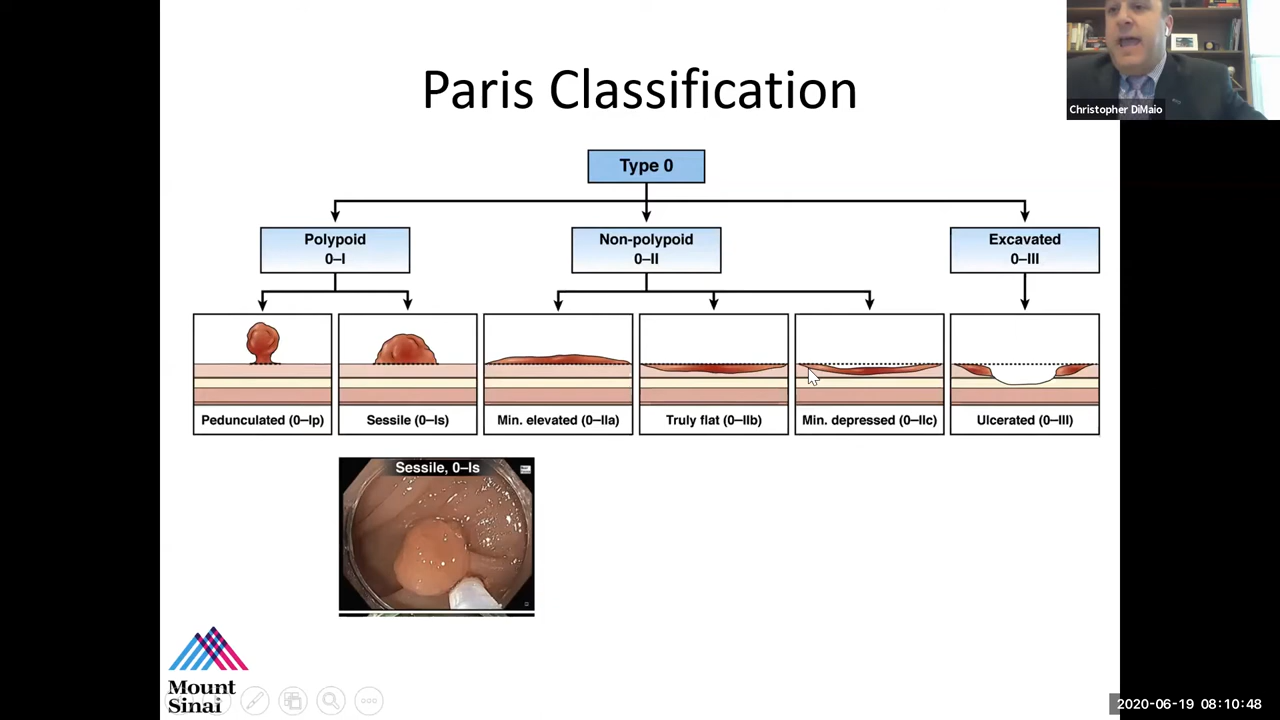 Christopher DiMaio
Paris Classification
Type 0
Polypoid
0–I
Non-polypoid
0–II
Excavated
0–III
Pedunculated (0–Ip)
Sessile (0–Is)
Min. elevated (0–IIa)
Truly flat (0–IIb)
Min. depressed (0–IIc)
Ulcerated (0–III)
Sessile, 0–Is
Mount
Sinai
2020-06-19 08:10:48